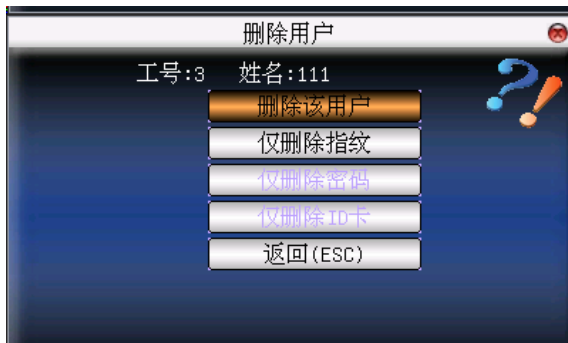 删除用户
工号:3 姓名:111
删除该用户
仅删除指纹
仅删除密码
仅删除ID卡
返回(ESC)